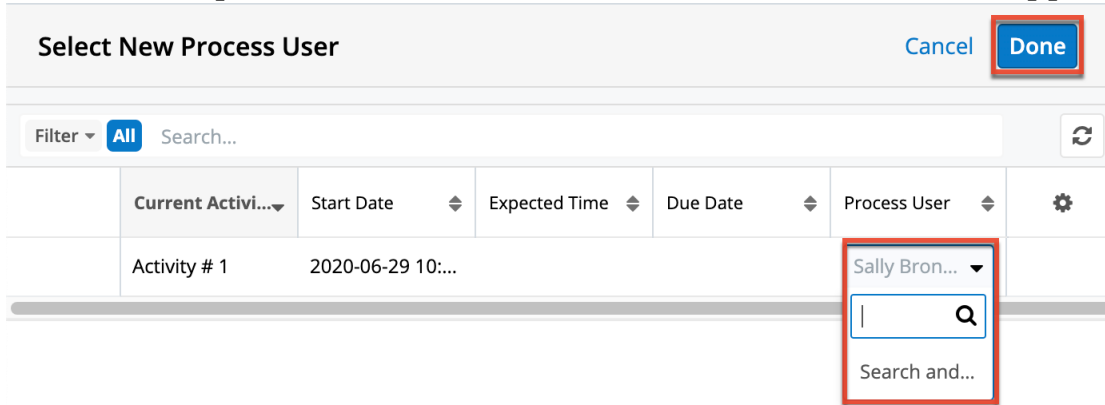 Select New Process User Cancel Done
Filter All Search...
Current Activi... Start Date Expected Time Due Date Process User
Activity # 1 2020-06-29 10:... Sally Bron...
Search and...